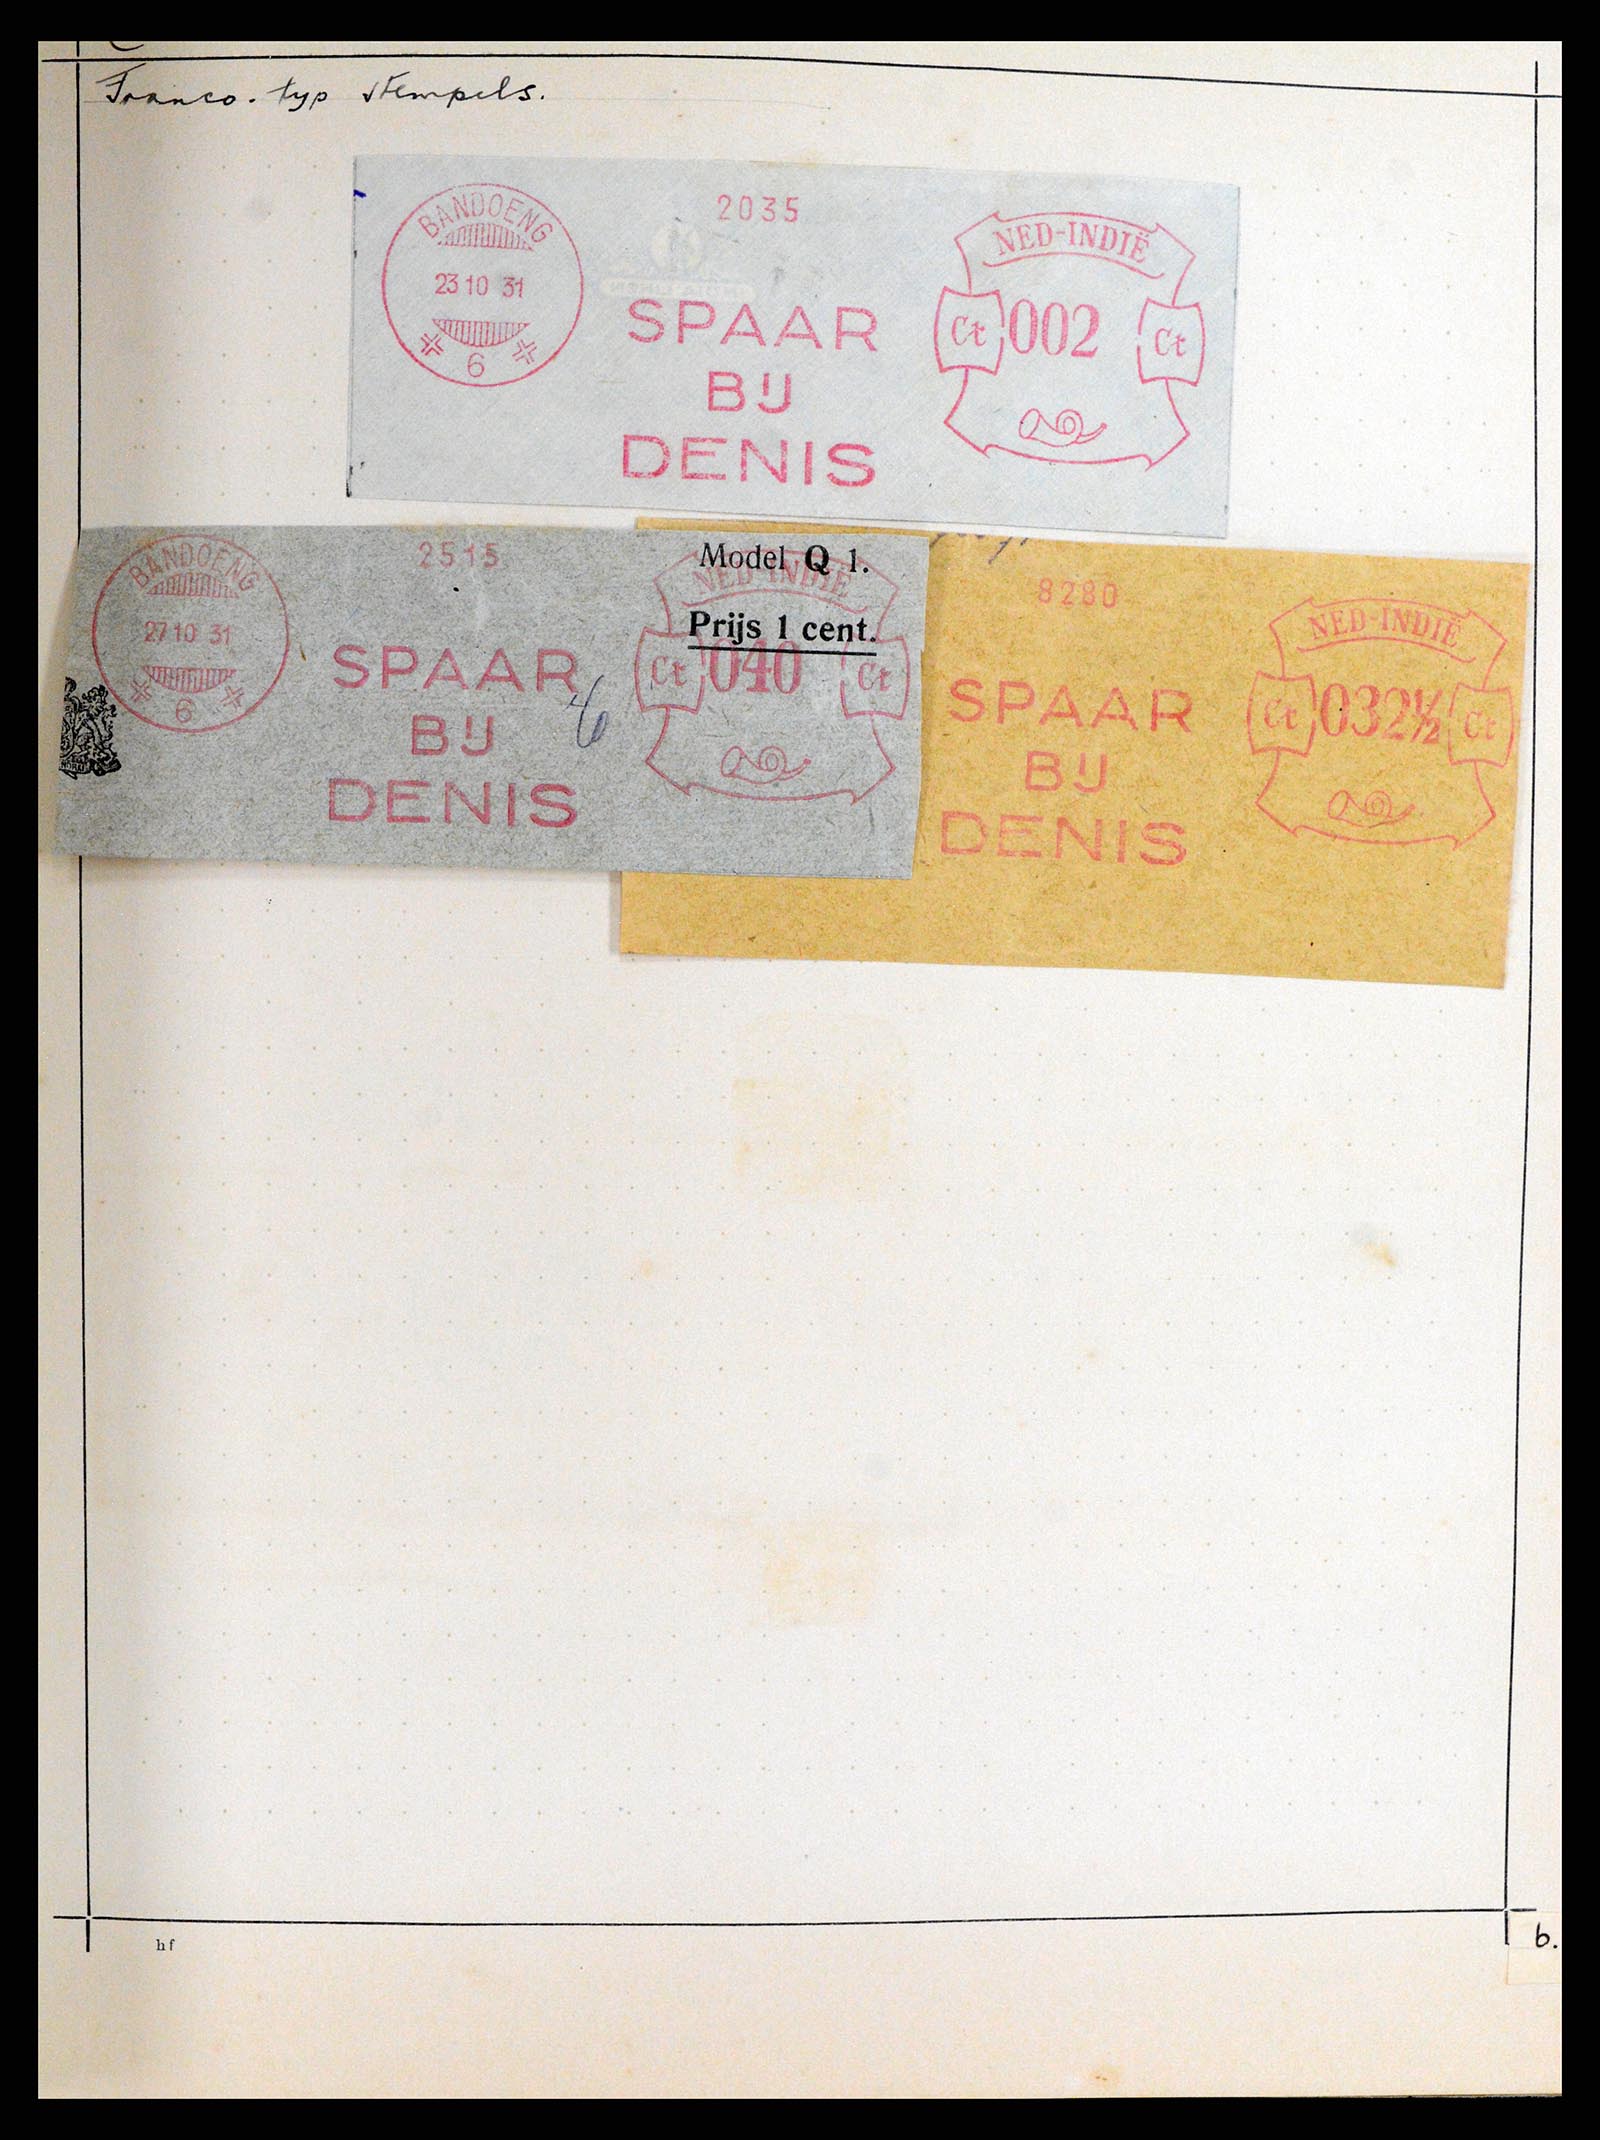 Franco. typ stempels.
BANDOENG
23 10 31
6
2035
SPAAR
BIJ
DENIS
NED-INDIË
Ct 002 Ct
BANDOENG
27 10 31
6
2515
SPAAR
BIJ
DENIS
Model Q 1.
NED-INDIË
Prijs 1 cent.
Ct 040 Ct
8280
SPAAR
BIJ
DENIS
NED-INDIË
Ct 032½ Ct
hf
6.